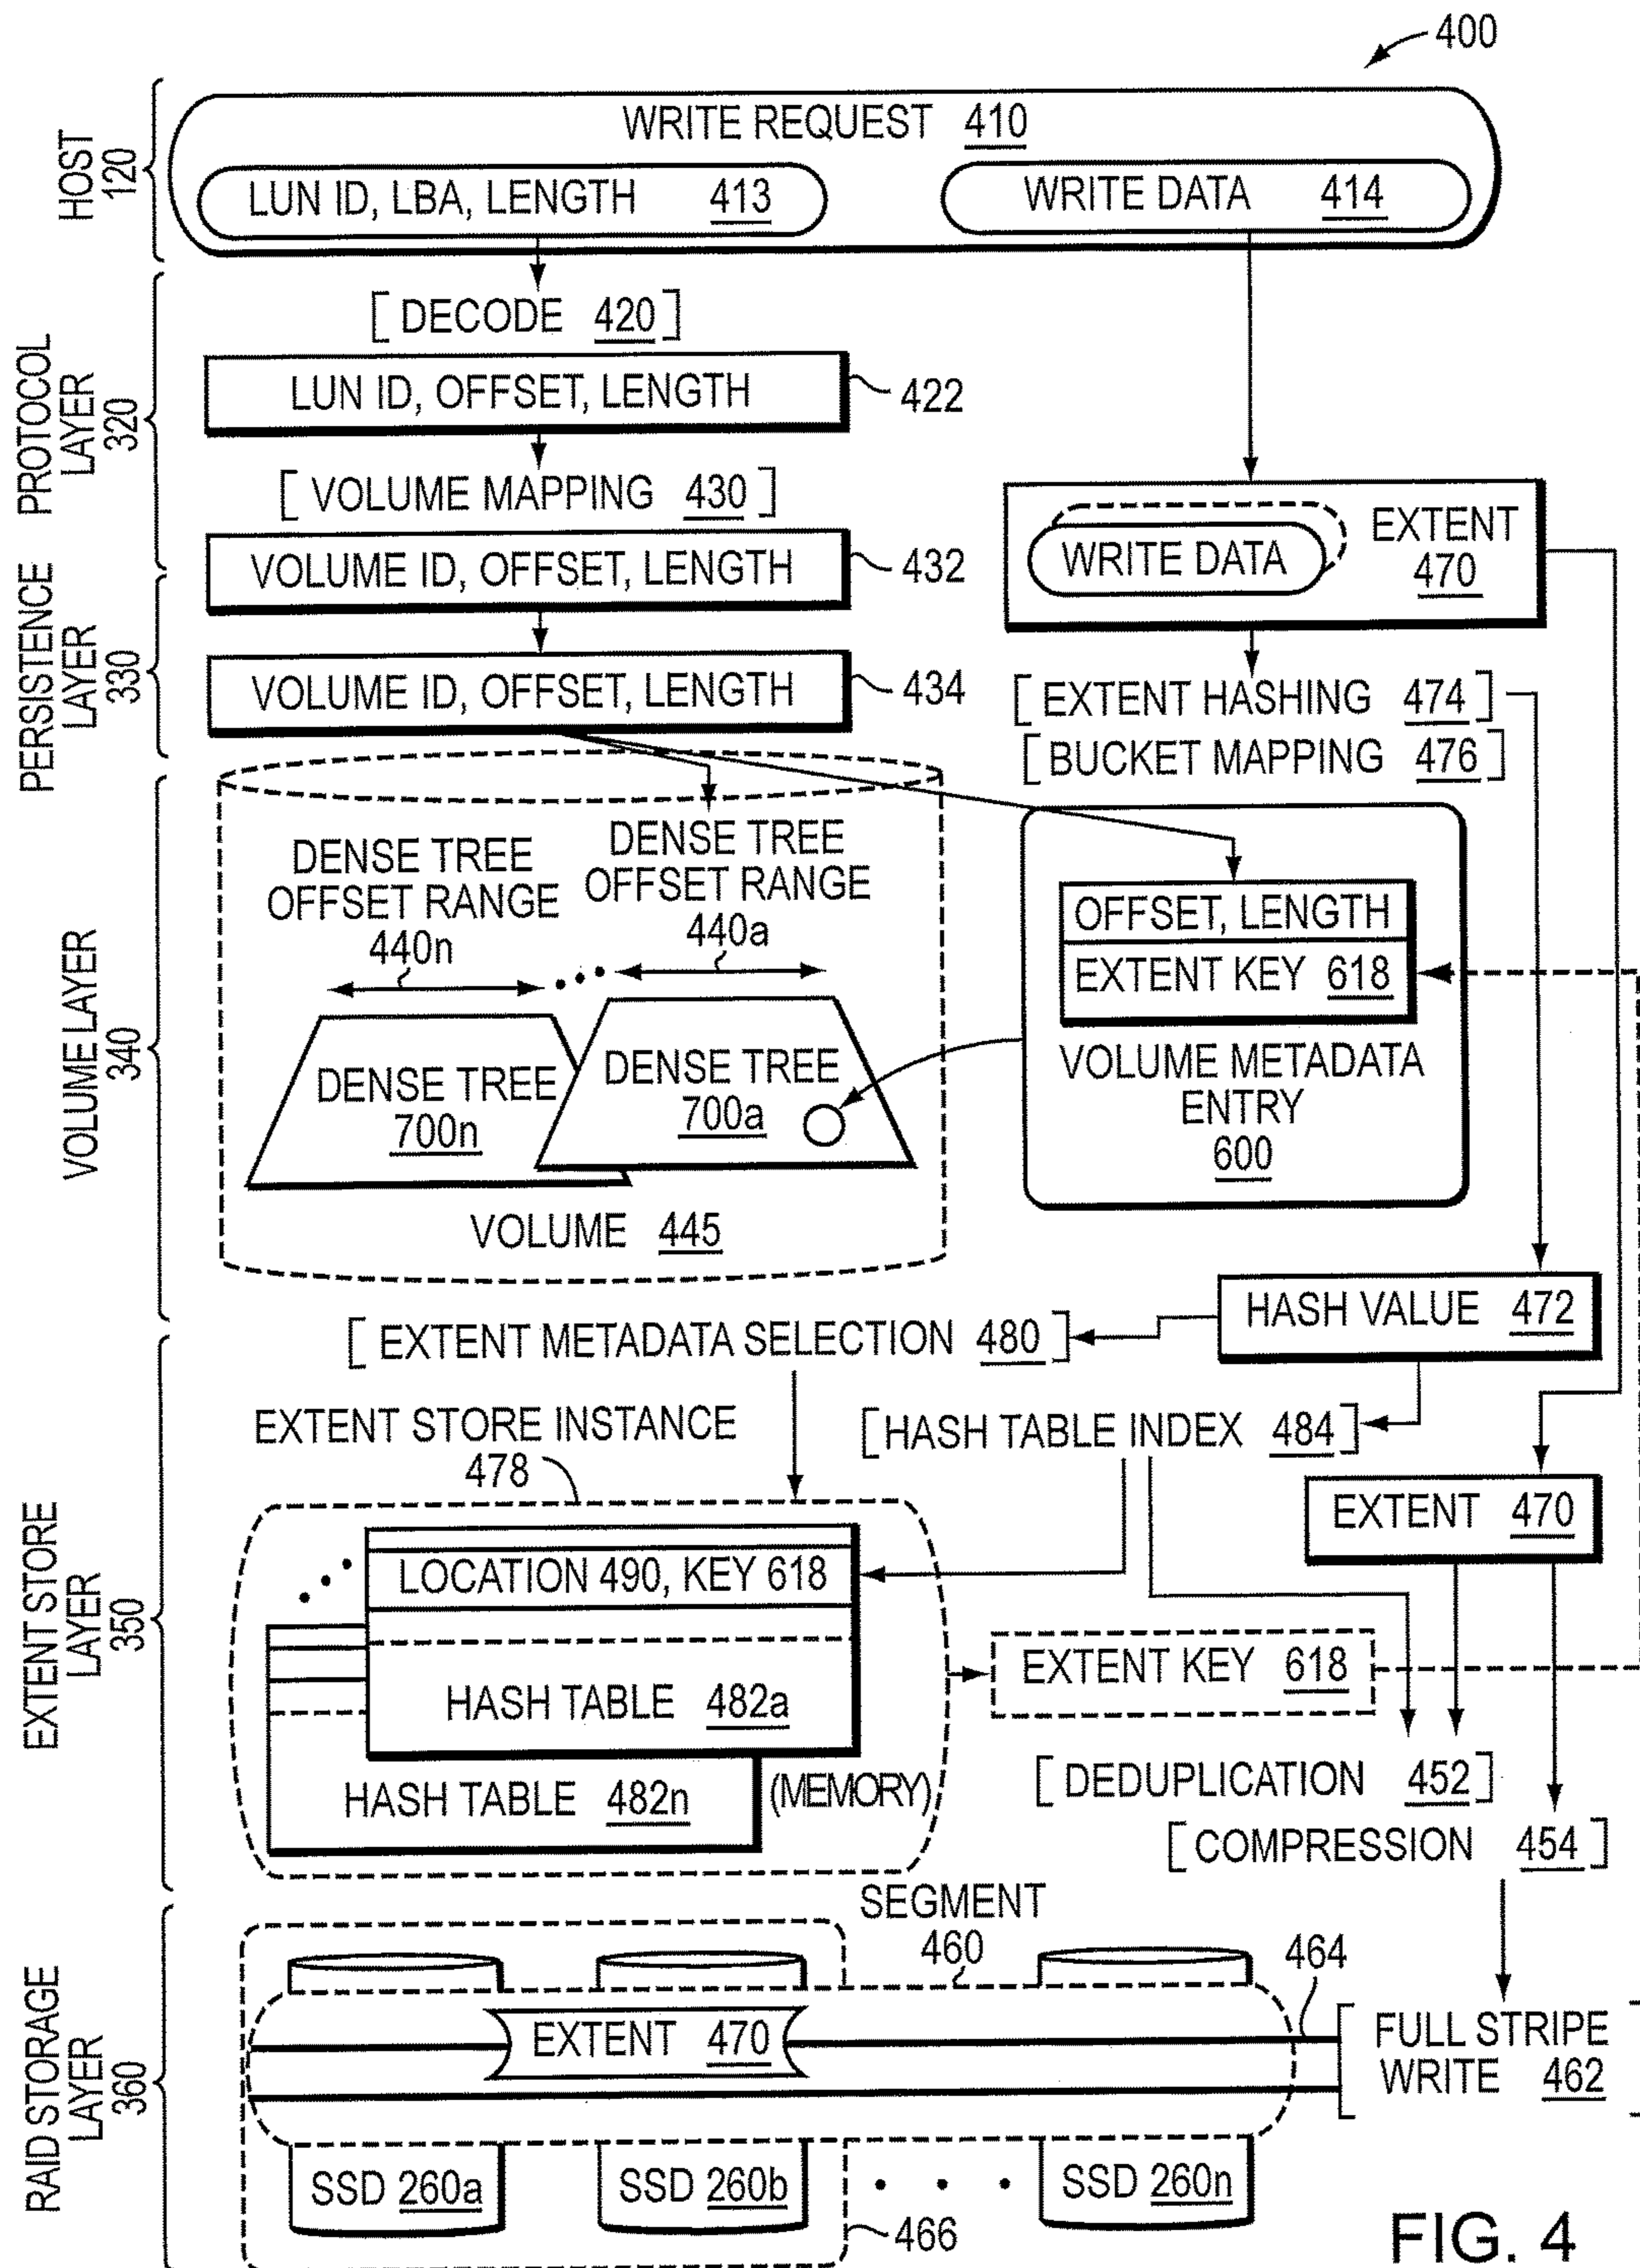 400
HOST
120
WRITE REQUEST 410
LUN ID, LBA, LENGTH 413
WRITE DATA 414
PROTOCOL
LAYER
320
[DECODE 420]
LUN ID, OFFSET, LENGTH
422
[VOLUME MAPPING 430]
VOLUME ID, OFFSET, LENGTH
432
WRITE DATA
EXTENT
470
PERSISTENCE
LAYER
330
VOLUME ID, OFFSET, LENGTH
434
[EXTENT HASHING 474]
[BUCKET MAPPING 476]
VOLUME LAYER
340
DENSE TREE
OFFSET RANGE
440n
DENSE TREE
OFFSET RANGE
440a
DENSE TREE
700n
DENSE TREE
700a
VOLUME 445
OFFSET, LENGTH
EXTENT KEY 618
VOLUME METADATA
ENTRY
600
HASH VALUE 472
EXTENT STORE
LAYER
350
[EXTENT METADATA SELECTION 480]
EXTENT STORE INSTANCE
478
[HASH TABLE INDEX 484]
EXTENT 470
LOCATION 490, KEY 618
HASH TABLE 482a
HASH TABLE 482n
(MEMORY)
EXTENT KEY 618
[DEDUPLICATION 452]
[COMPRESSION 454]
RAID STORAGE
LAYER
360
SEGMENT
460
464
EXTENT 470
[FULL STRIPE
WRITE 462]
SSD 260a
SSD 260b
. . .
SSD 260n
466
FIG. 4